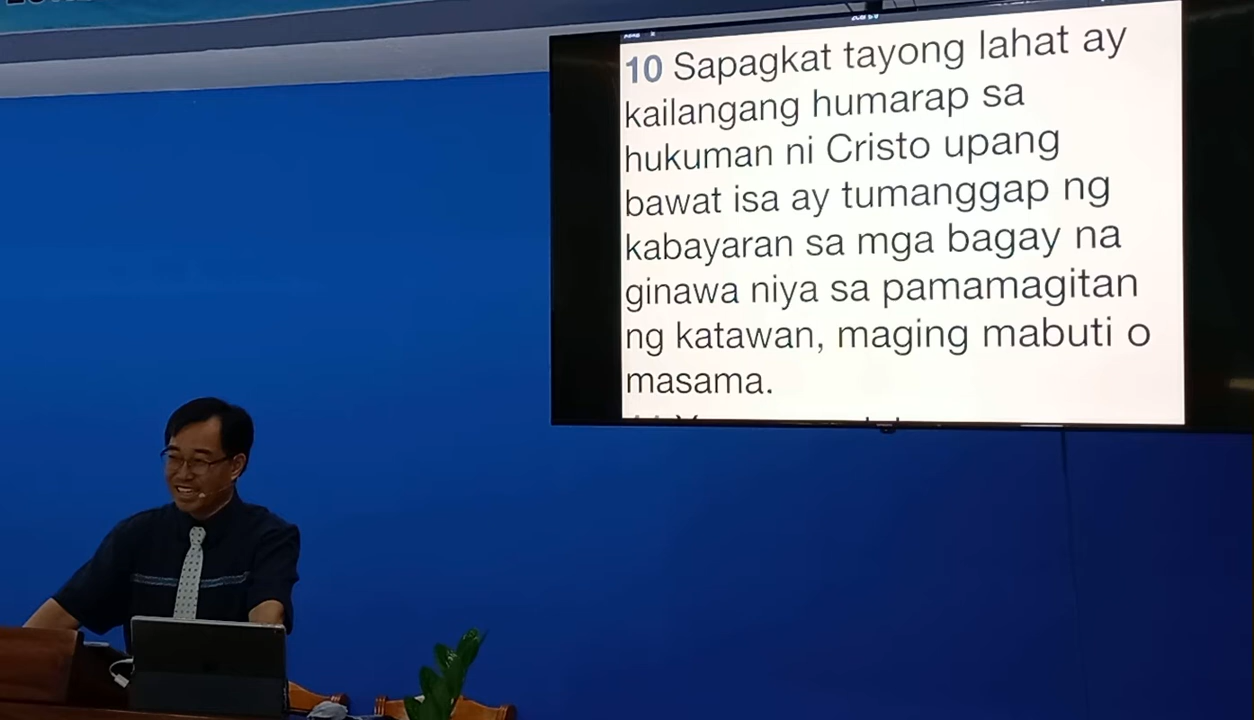 10 Sapagkat tayong lahat ay
kailangang humarap sa
hukuman ni Cristo upang
bawat isa ay tumanggap ng
kabayaran sa mga bagay na
ginawa niya sa pamamagitan
ng katawan, maging mabuti o
masama.